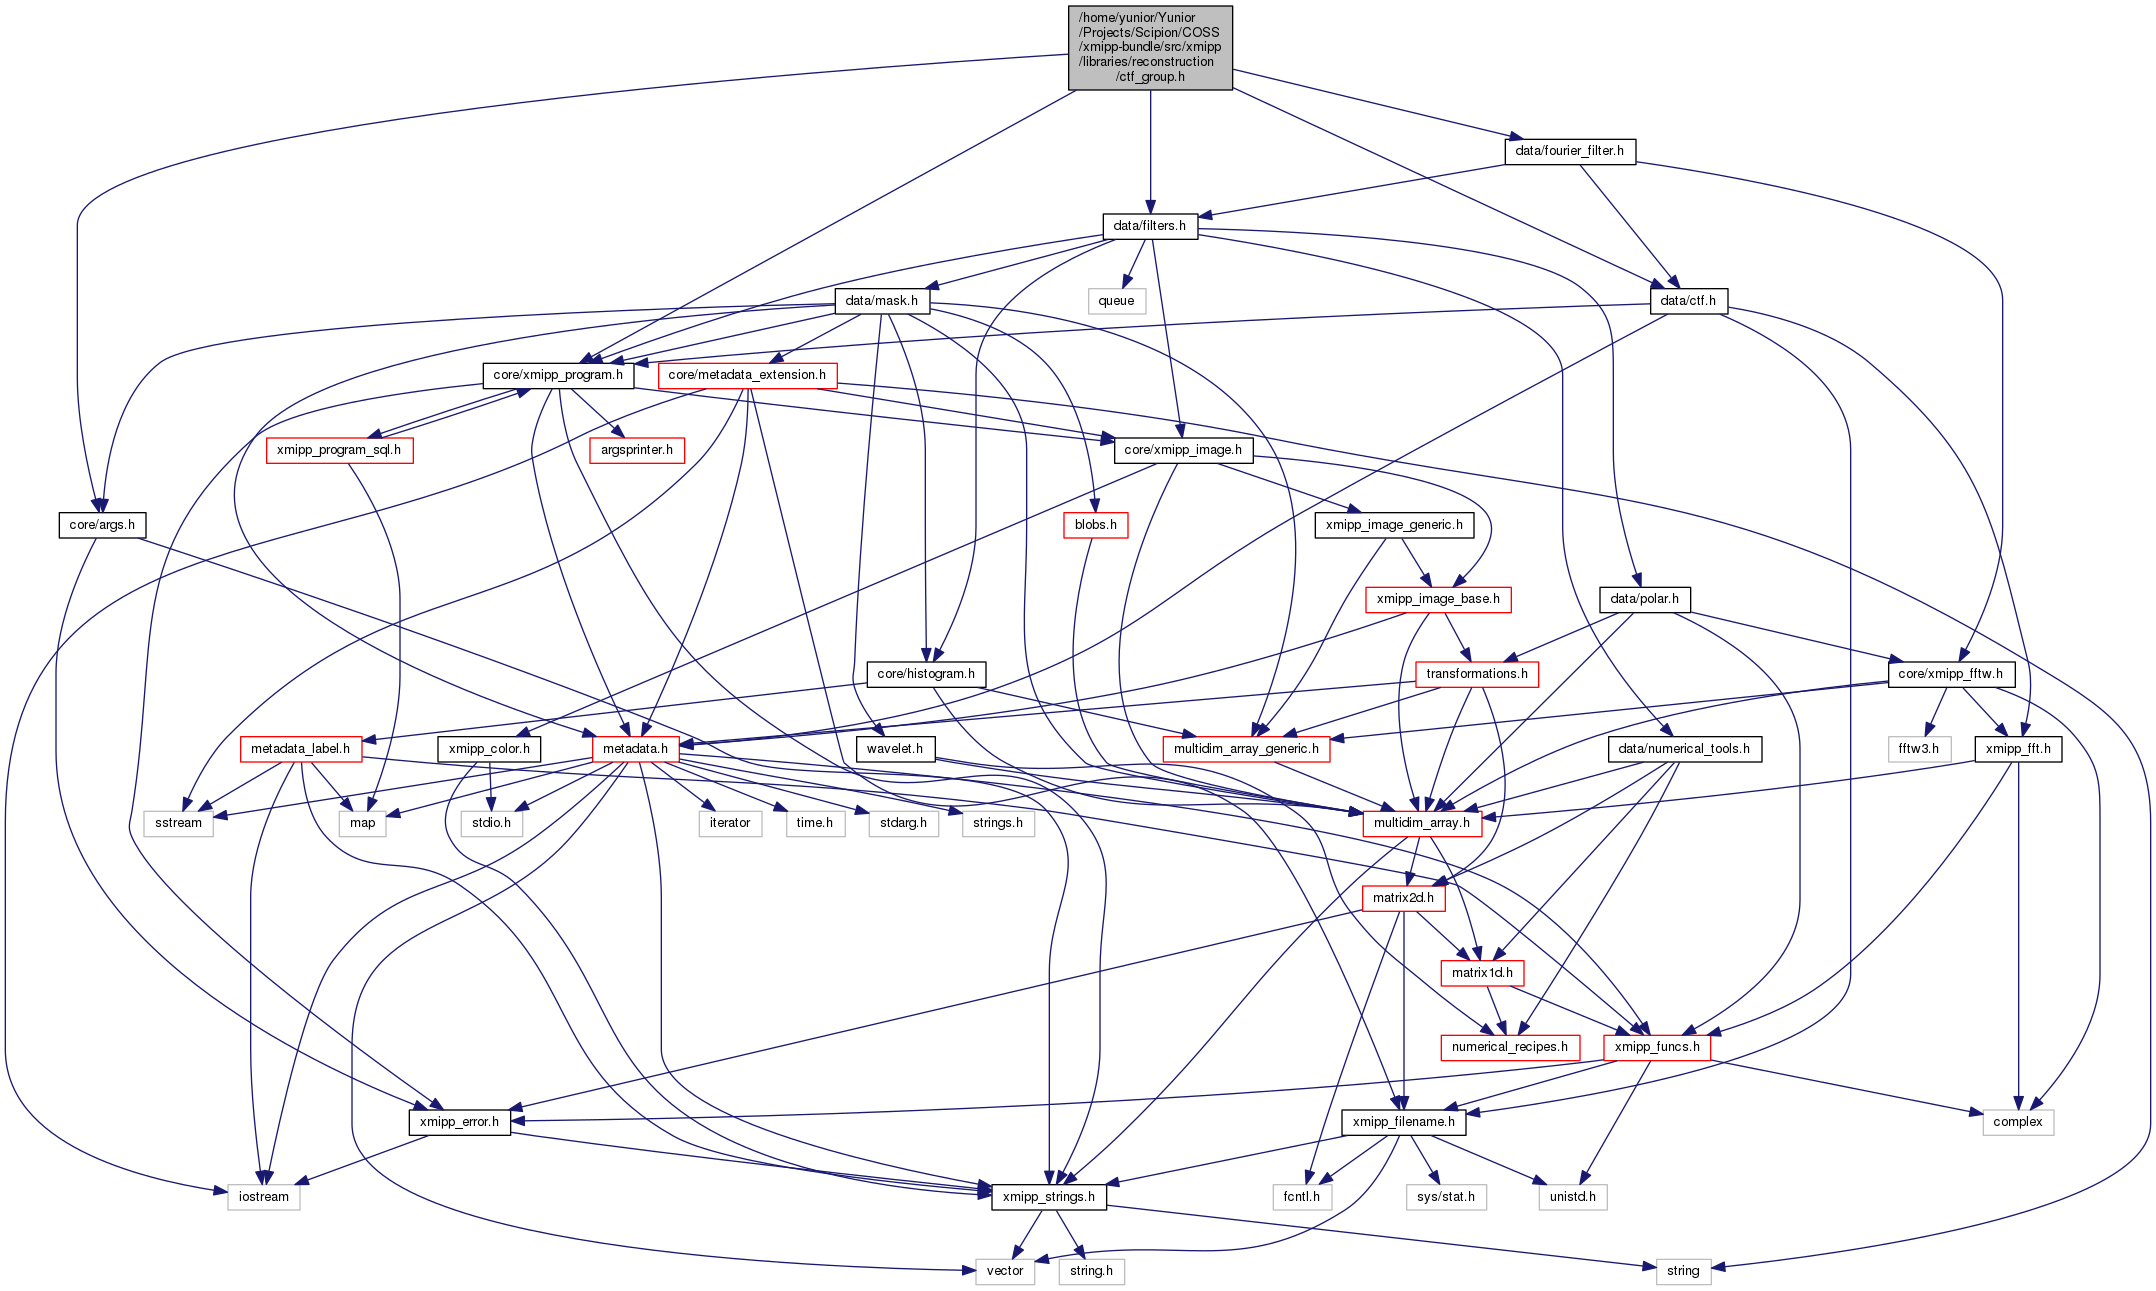 /home/yunior/Yunior
/Projects/Scipion/COSS
/xmipp-bundle/src/xmipp
/libraries/reconstruction
/ctf_group.h
data/fourier_filter.h
data/filters.h
data/mask.h
queue
data/ctf.h
core/xmipp_program.h
core/metadata_extension.h
xmipp_program_sql.h
argsprinter.h
core/xmipp_image.h
core/args.h
blobs.h
xmipp_image_generic.h
xmipp_image_base.h
data/polar.h
core/histogram.h
transformations.h
core/xmipp_fftw.h
metadata_label.h
xmipp_color.h
metadata.h
wavelet.h
multidim_array_generic.h
data/numerical_tools.h
fftw3.h
xmipp_fft.h
sstream
map
stdio.h
iterator
time.h
stdarg.h
strings.h
multidim_array.h
matrix2d.h
matrix1d.h
numerical_recipes.h
xmipp_funcs.h
xmipp_error.h
xmipp_filename.h
complex
iostream
xmipp_strings.h
fcntl.h
sys/stat.h
unistd.h
vector
string.h
string